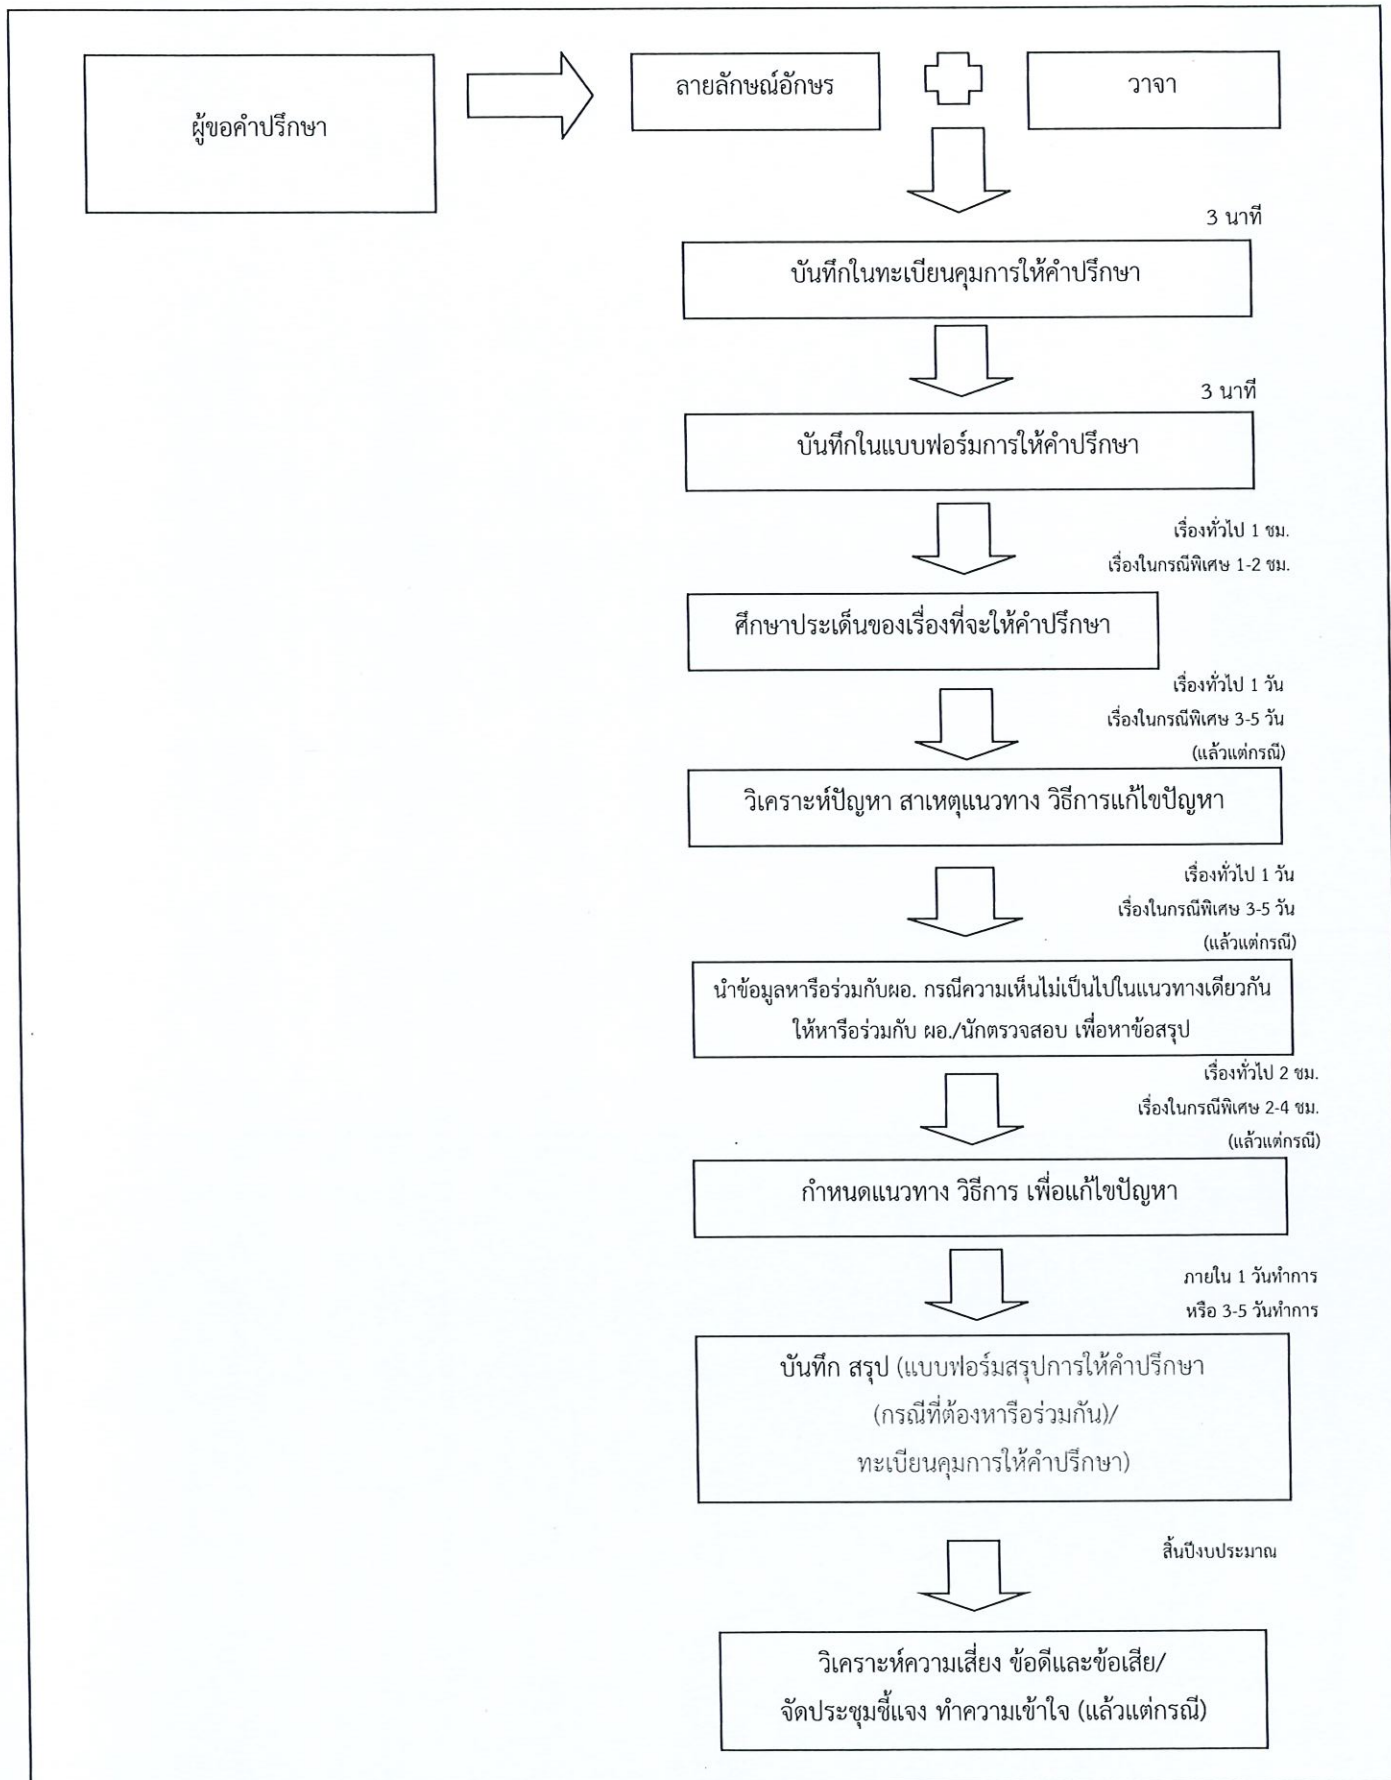 ผู้ขอคำปรึกษา
ลายลักษณ์อักษร
วาจา
3 นาที
บันทึกในทะเบียนคุมการให้คำปรึกษา
3 นาที
บันทึกในแบบฟอร์มการให้คำปรึกษา
เรื่องทั่วไป 1 ชม.
เรื่องในกรณีพิเศษ 1-2 ชม.
ศึกษาประเด็นของเรื่องที่จะให้คำปรึกษา
เรื่องทั่วไป 1 วัน
เรื่องในกรณีพิเศษ 3-5 วัน
(แล้วแต่กรณี)
วิเคราะห์ปัญหา สาเหตุแนวทาง วิธีการแก้ไขปัญหา
เรื่องทั่วไป 1 วัน
เรื่องในกรณีพิเศษ 3-5 วัน
(แล้วแต่กรณี)
นำข้อมูลหารือร่วมกับผอ. กรณีความเห็นไม่เป็นไปในแนวทางเดียวกัน
ให้หารือร่วมกับ ผอ./นักตรวจสอบ เพื่อหาข้อสรุป
เรื่องทั่วไป 2 ชม.
เรื่องในกรณีพิเศษ 2-4 ชม.
(แล้วแต่กรณี)
กำหนดแนวทาง วิธีการ เพื่อแก้ไขปัญหา
ภายใน 1 วันทำการ
หรือ 3-5 วันทำการ
บันทึก สรุป (แบบฟอร์มสรุปการให้คำปรึกษา
(กรณีที่ต้องหารือร่วมกัน)/
ทะเบียนคุมการให้คำปรึกษา)
สิ้นปีงบประมาณ
วิเคราะห์ความเสี่ยง ข้อดีและข้อเสีย/
จัดประชุมชี้แจง ทำความเข้าใจ (แล้วแต่กรณี)